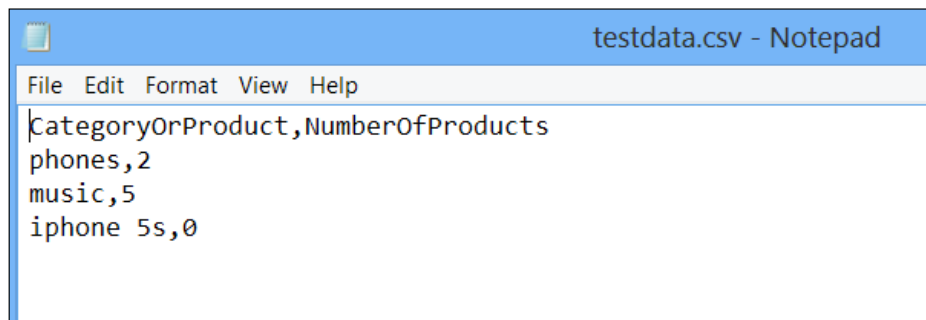 testdata.csv - Notepad
File Edit Format View Help
CategoryOrProduct,NumberOfProducts
phones,2
music,5
iphone 5s,0